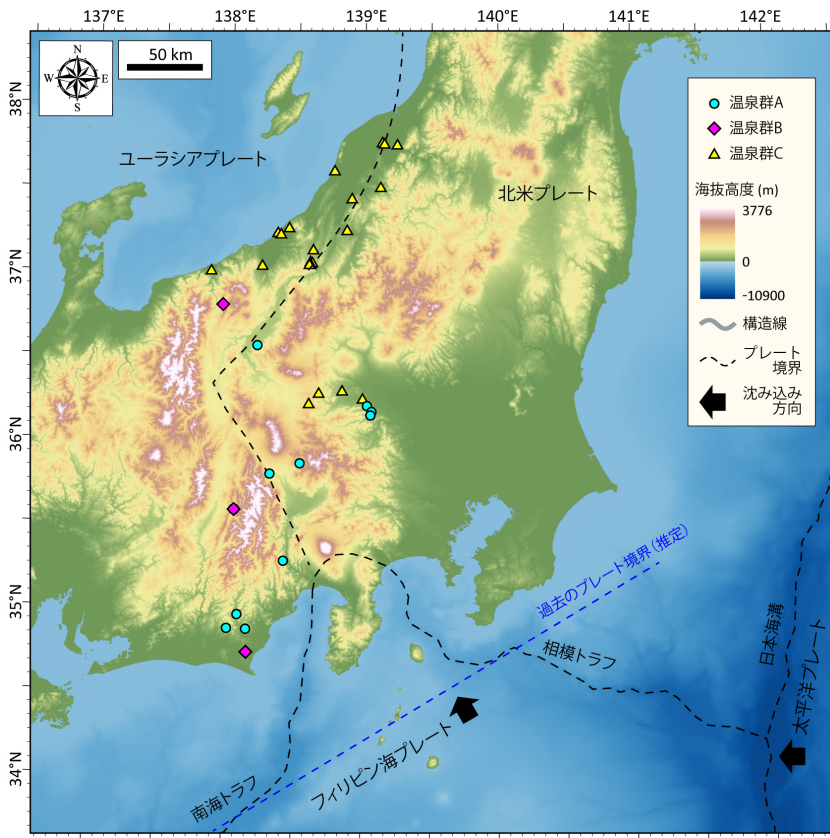 137°E
138°E
139°E
140°E
141°E
142°E
38°N
37°N
36°N
35°N
34°N
N
W
E
S
50 km
ユーラシアプレート
北米プレート
温泉群A
温泉群B
温泉群C
海抜高度 (m)
3776
0
-10900
構造線
プレート
境界
沈み込み
方向
過去のプレート境界（推定）
相模トラフ
日本海溝
太平洋プレート
フィリピン海プレート
南海トラフ